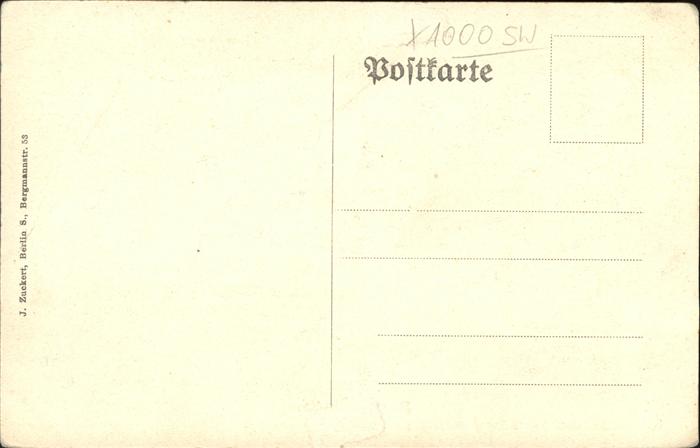 X1000 SW
Poſtkarte
J. Zuckert, Berlin S., Bergmannstr. 53